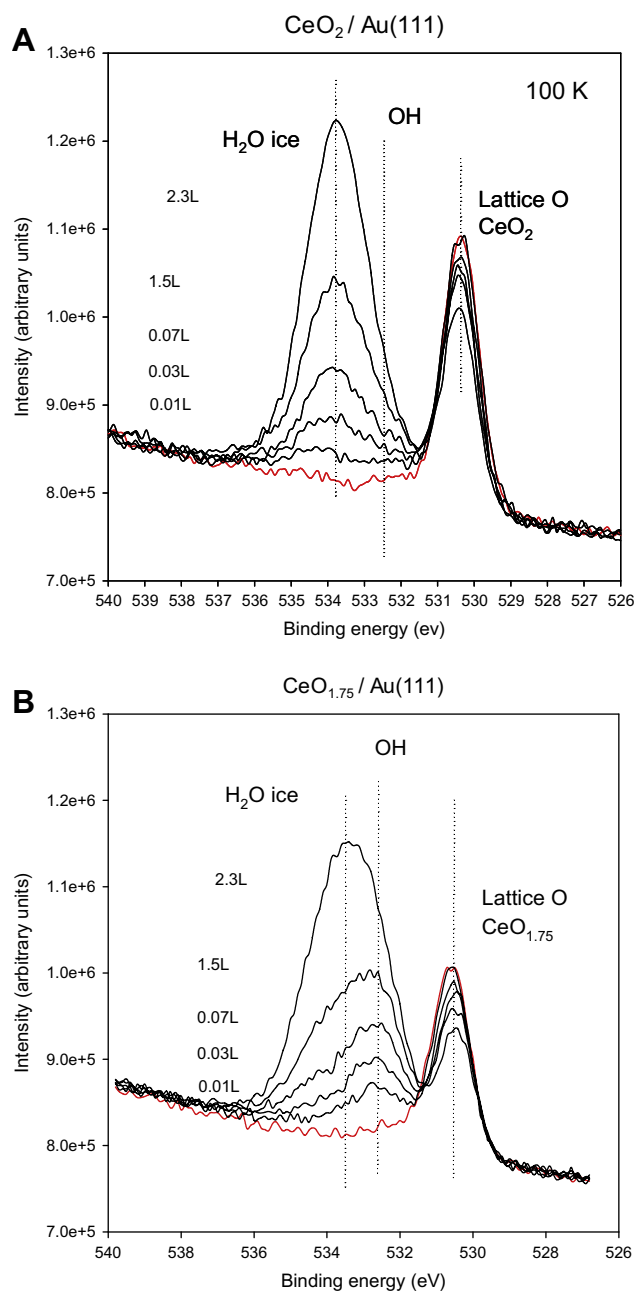 A
CeO₂ / Au(111)
1.3e+6
1.2e+6
1.1e+6
1.0e+6
9.0e+5
8.0e+5
7.0e+5
Intensity (arbitrary units)
100 K
OH
H₂O ice
Lattice O
CeO₂
2.3L
1.5L
0.07L
0.03L
0.01L
540 539 538 537 536 535 534 533 532 531 530 529 528 527 526
Binding energy (ev)
B
CeO₁.₇₅ / Au(111)
1.3e+6
1.2e+6
1.1e+6
1.0e+6
9.0e+5
8.0e+5
7.0e+5
Intensity (arbitrary units)
OH
H₂O ice
Lattice O
CeO₁.₇₅
2.3L
1.5L
0.07L
0.03L
0.01L
540 538 536 534 532 530 528 526
Binding energy (eV)